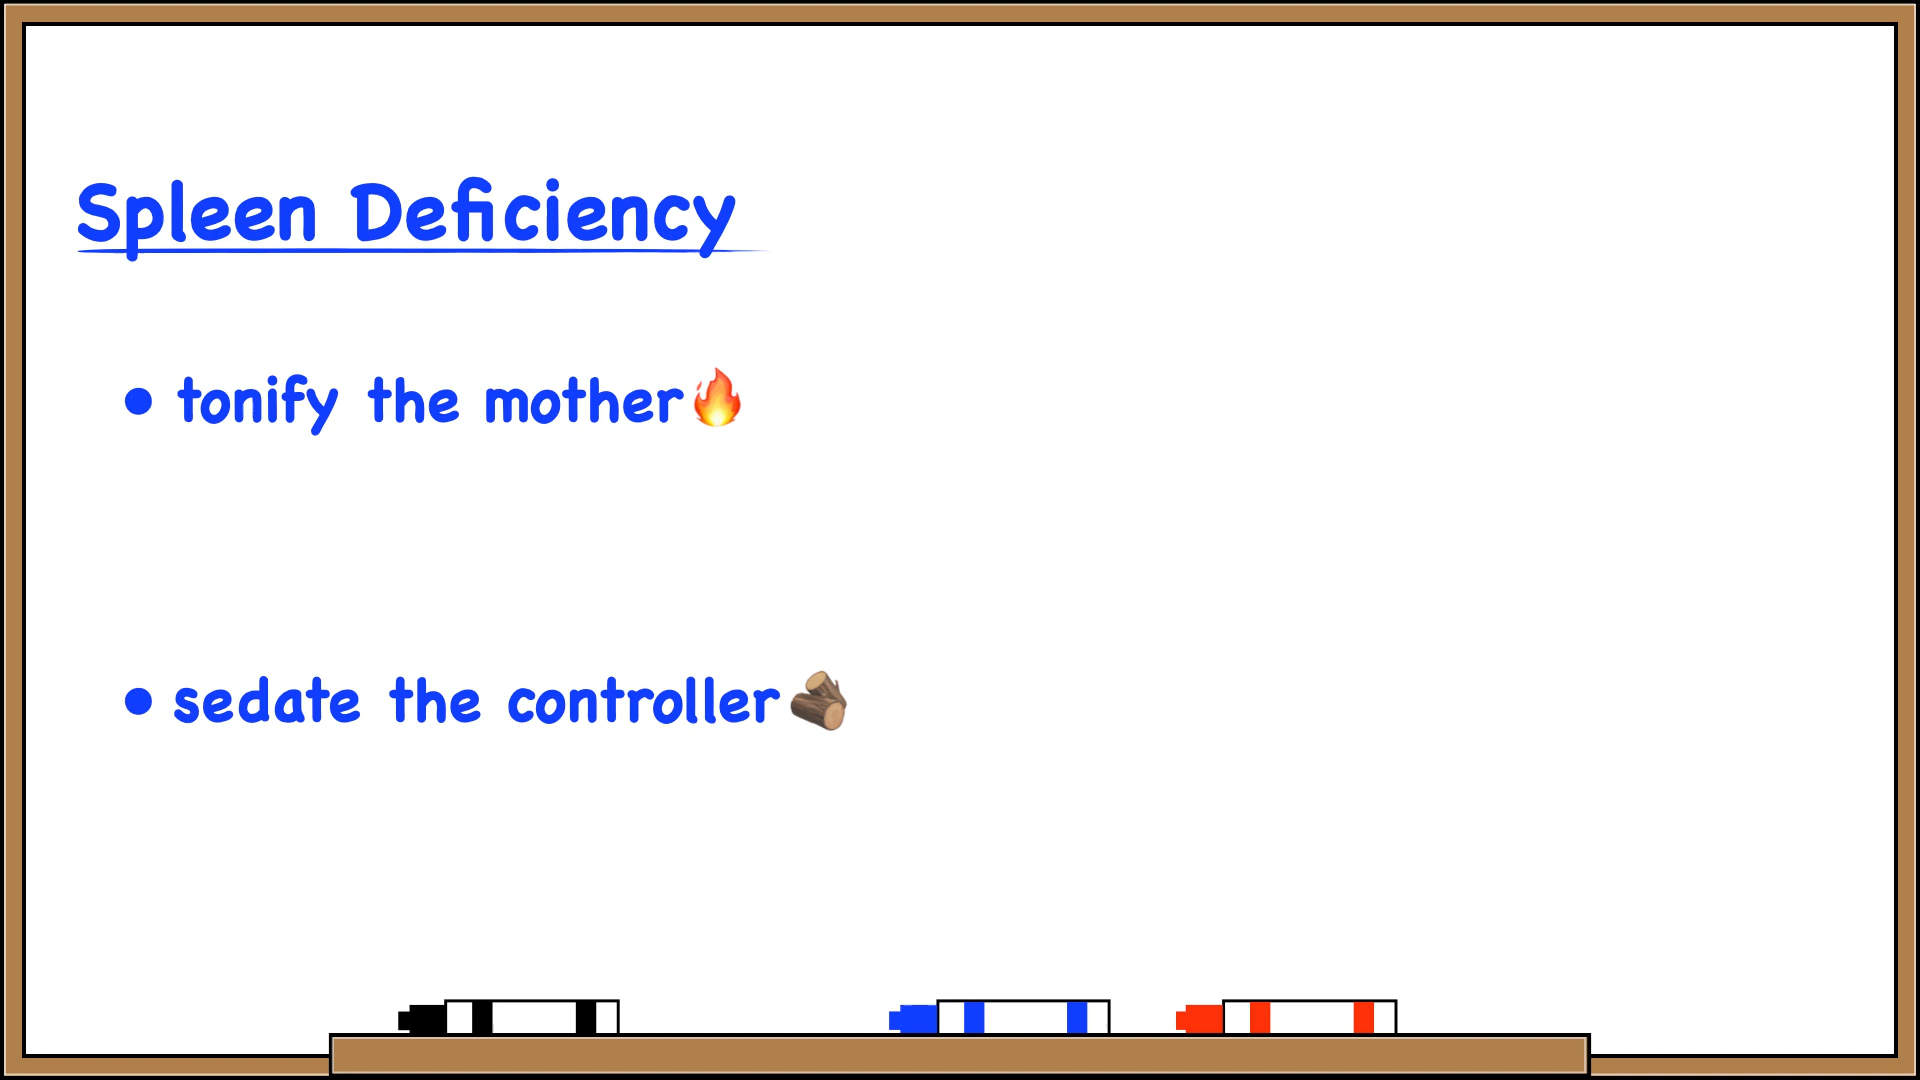 Spleen Deficiency
• tonify the mother🔥
• sedate the controller🪵